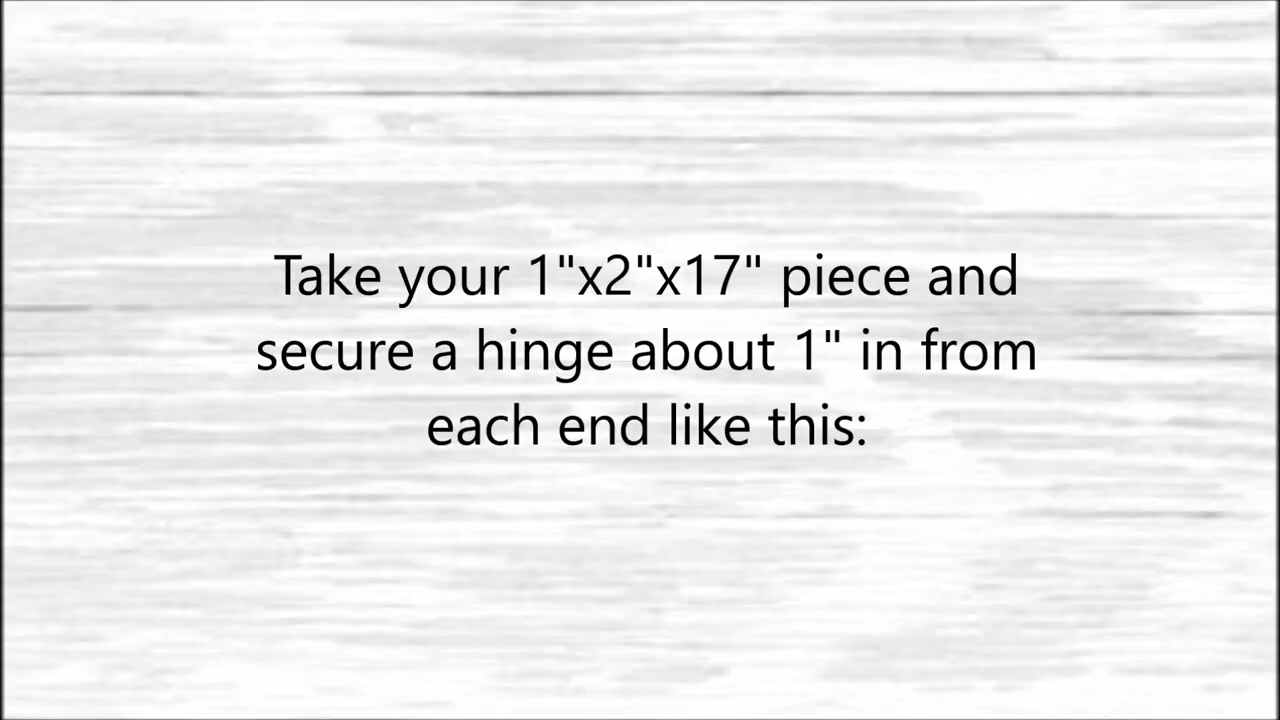 Take your 1"x2"x17" piece and
secure a hinge about 1" in from
each end like this: